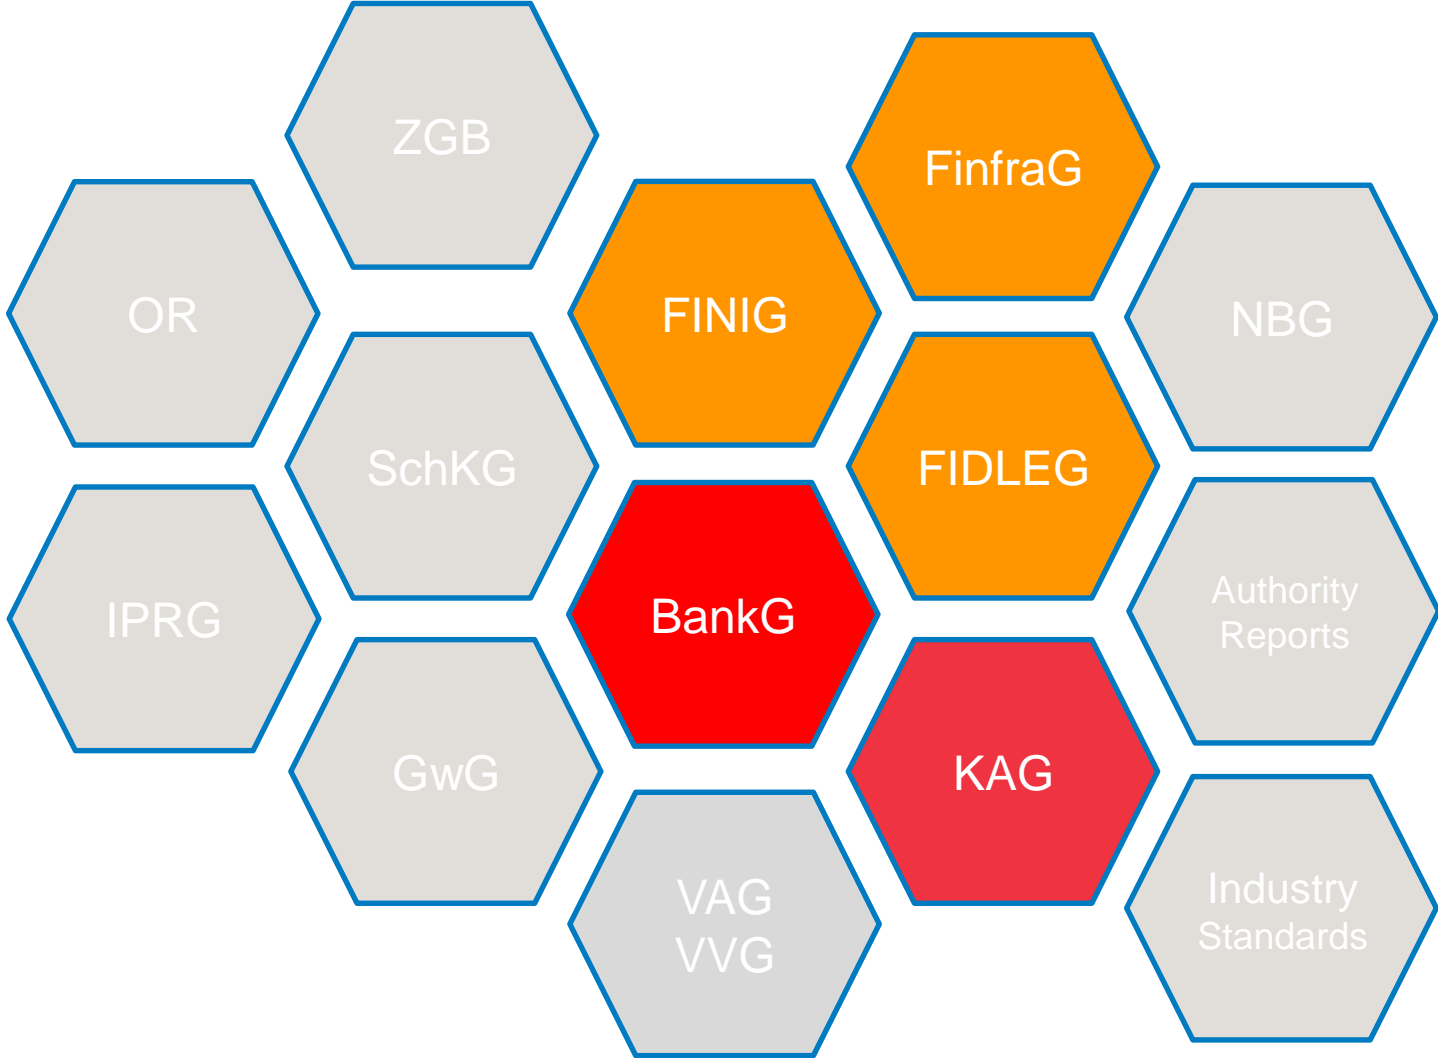 ZGB
FinfraG
OR
FINIG
NBG
SchKG
FIDLEG
IPRG
BankG
Authority
Reports
GwG
KAG
VAG
VVG
Industry
Standards